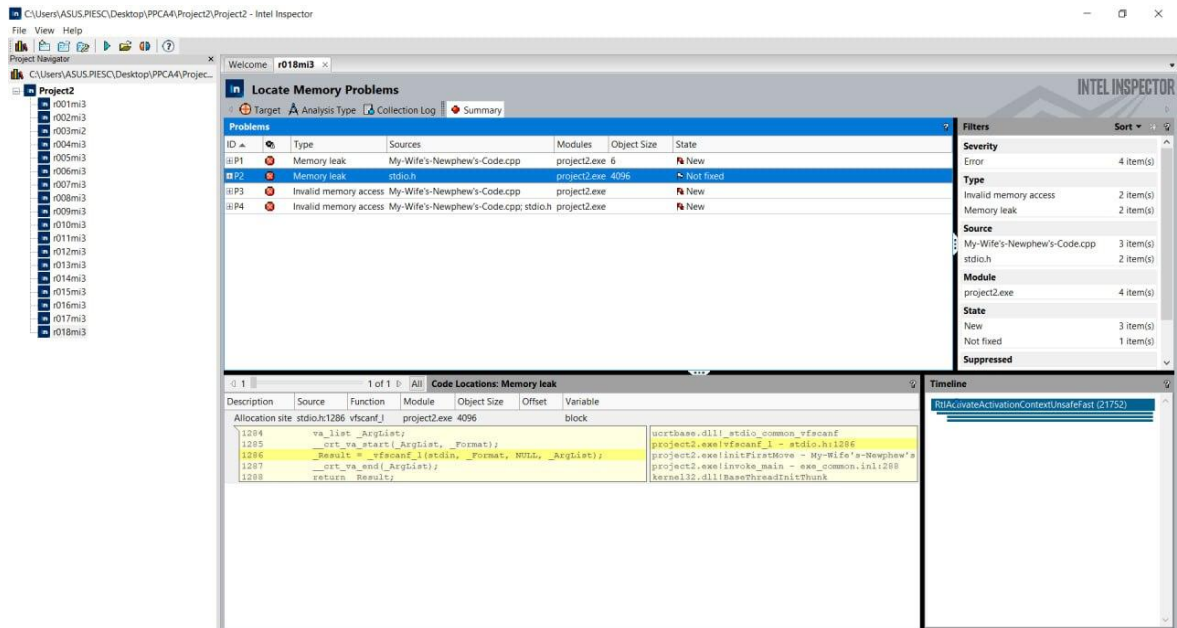 C:\Users\ASUS.PIESC\Desktop\PPCA4\Project2\Project2 - Intel Inspector
File View Help
Project Navigator
C:\Users\ASUS.PIESC\Desktop\PPCA4\Projec...
Project2
r001mi3
r002mi3
r003mi2
r004mi3
r005mi3
r006mi3
r007mi3
r008mi3
r009mi3
r010mi3
r011mi3
r012mi3
r013mi3
r014mi3
r015mi3
r016mi3
r017mi3
r018mi3
Welcome r018mi3
Locate Memory Problems
INTEL INSPECTOR
Target Analysis Type Collection Log Summary
Problems
ID Type Sources Modules Object Size State
P1 Memory leak My-Wife's-Newphew's-Code.cpp project2.exe 6 New
P2 Memory leak stdio.h project2.exe 4096 Not fixed
P3 Invalid memory access My-Wife's-Newphew's-Code.cpp project2.exe New
P4 Invalid memory access My-Wife's-Newphew's-Code.cpp; stdio.h project2.exe New
Filters Sort
Severity
Error 4 item(s)
Type
Invalid memory access 2 item(s)
Memory leak 2 item(s)
Source
My-Wife's-Newphew's-Code.cpp 3 item(s)
stdio.h 2 item(s)
Module
project2.exe 4 item(s)
State
New 3 item(s)
Not fixed 1 item(s)
Suppressed
1 1 of 1 All Code Locations: Memory leak
Description Source Function Module Object Size Offset Variable
Allocation site stdio.h:1286 vfscanf_l project2.exe 4096 block
1284 va_list _ArgList;
1285 __crt_va_start(_ArgList, _Format);
1286 _Result = _vfscanf_l(stdin, _Format, NULL, _ArgList);
1287 __crt_va_end(_ArgList);
1288 return _Result;
ucrtbase.dll!_stdio_common_vfscanf
project2.exe!vfscanf_l - stdio.h:1286
project2.exe!initFirstMove - My-Wife's-Newphew's
project2.exe!invoke_main - exe_common.inl:288
kernel32.dll!BaseThreadInitThunk
Timeline
RtlActivateActivationContextUnsafeFast (21752)